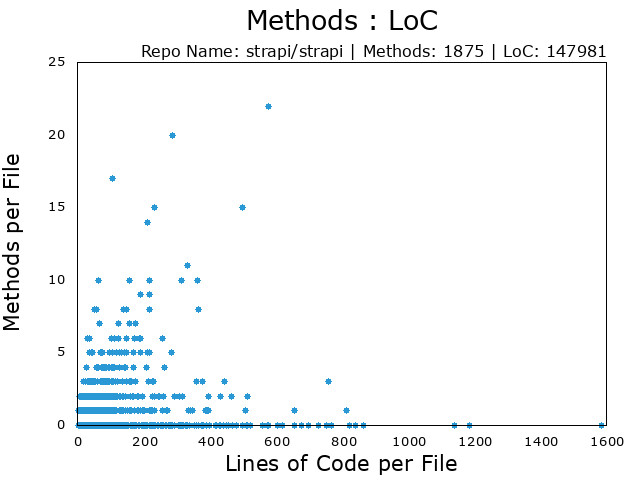 Methods : LoC
Repo Name: strapi/strapi | Methods: 1875 | LoC: 147981
Methods per File
25
20
15
10
5
0
0 200 400 600 800 1000 1200 1400 1600
Lines of Code per File